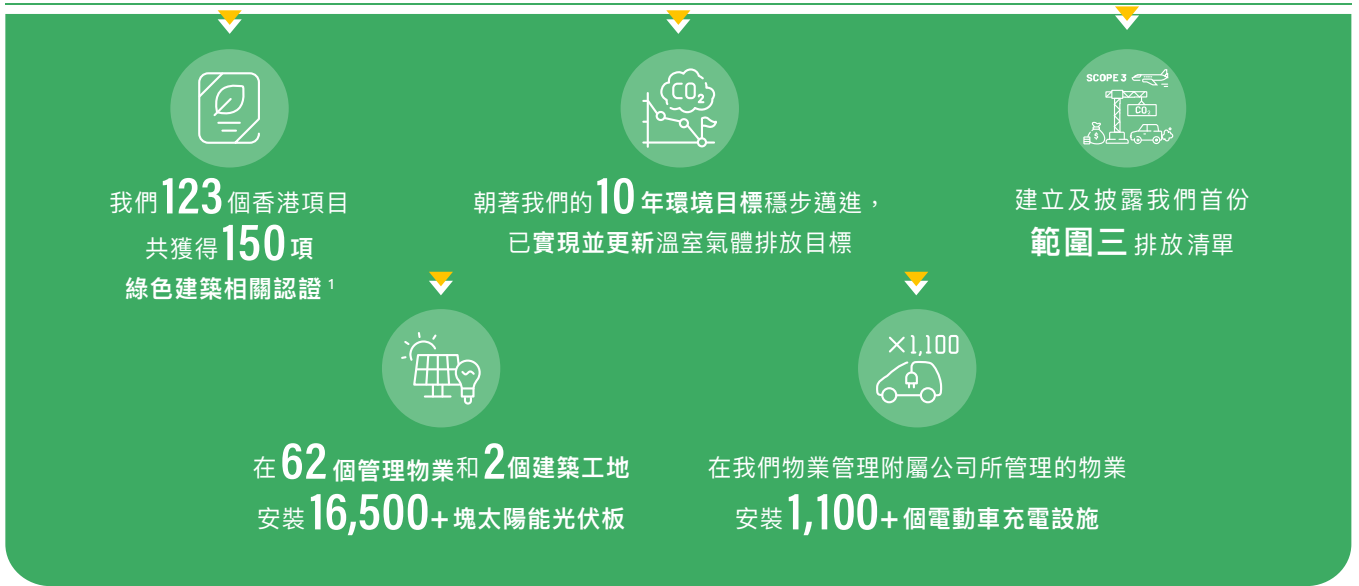 CO2
SCOPE 3
CO2
$
我們123個香港項目
共獲得150項
綠色建築相關認證1
朝著我們的10年環境目標穩步邁進，
已實現並更新溫室氣體排放目標
建立及披露我們首份
範圍三排放清單
×1,100
在62個管理物業和2個建築工地
安裝16,500+塊太陽能光伏板
在我們物業管理附屬公司所管理的物業
安裝1,100+個電動車充電設施